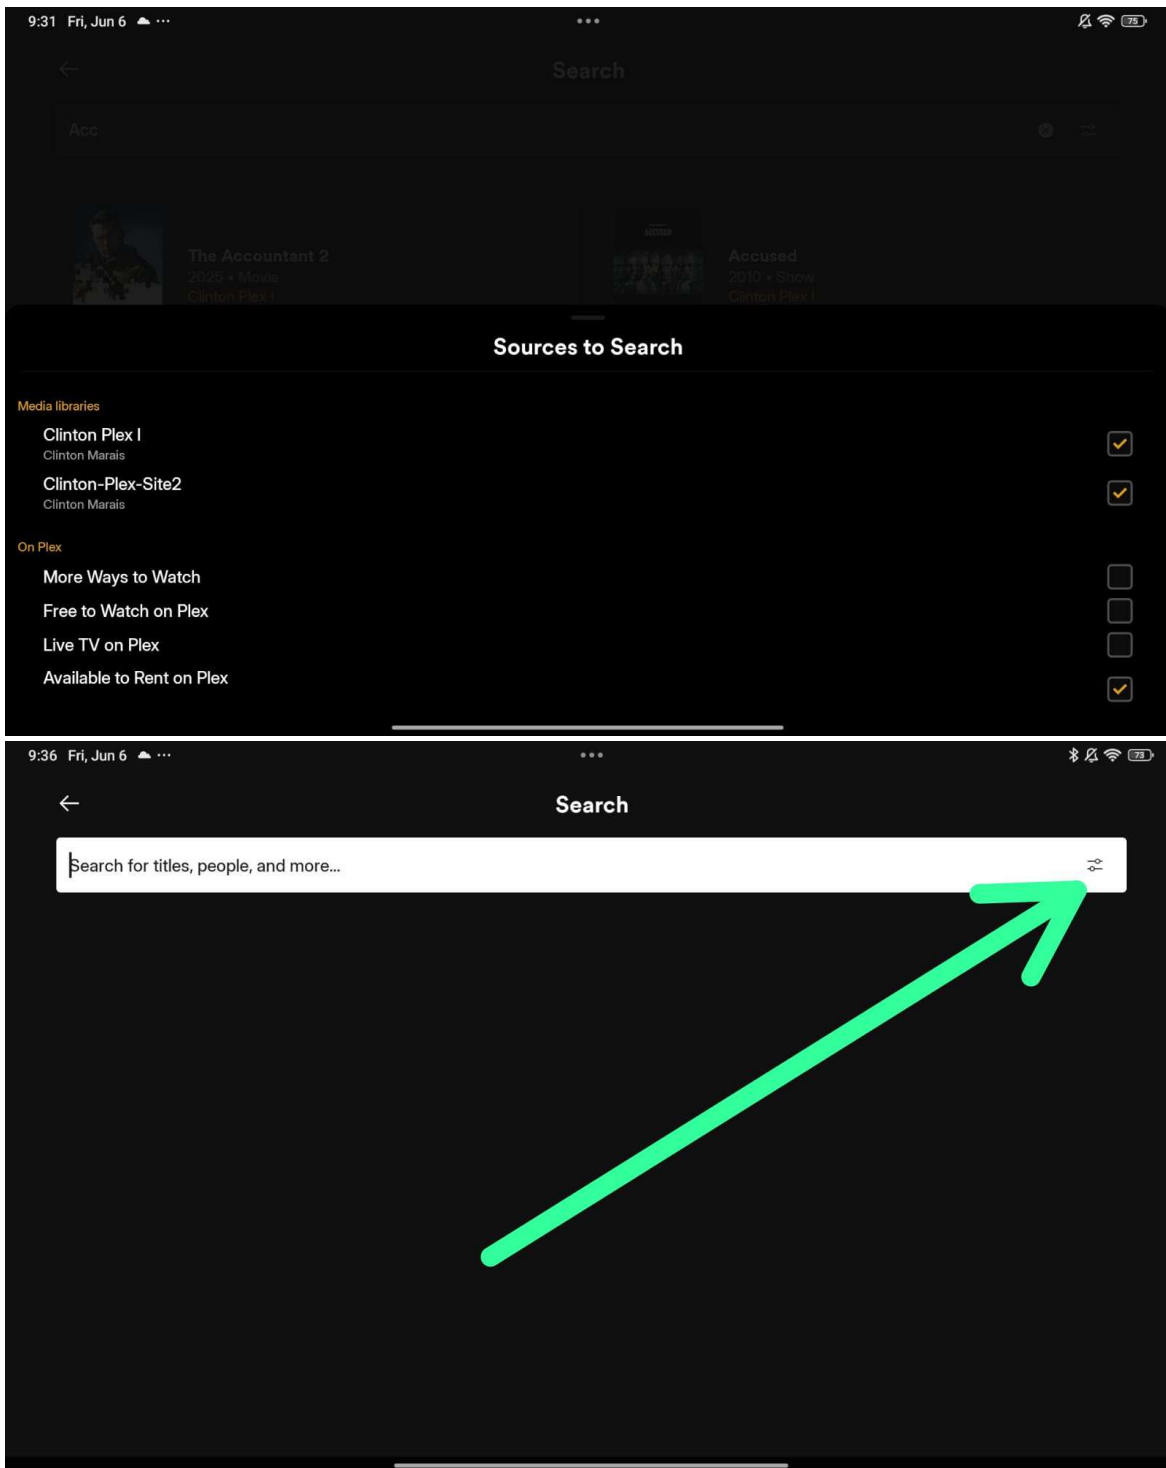 9:31 Fri, Jun 6
75
Search
Acc
The Accountant 2
2025 • Movie
Clinton Plex I
ACCUSED
Accused
2010 • Show
Clinton Plex I
Sources to Search
Media libraries
Clinton Plex I
Clinton Marais
Clinton-Plex-Site2
Clinton Marais
On Plex
More Ways to Watch
Free to Watch on Plex
Live TV on Plex
Available to Rent on Plex
9:36 Fri, Jun 6
73
Search
Search for titles, people, and more...